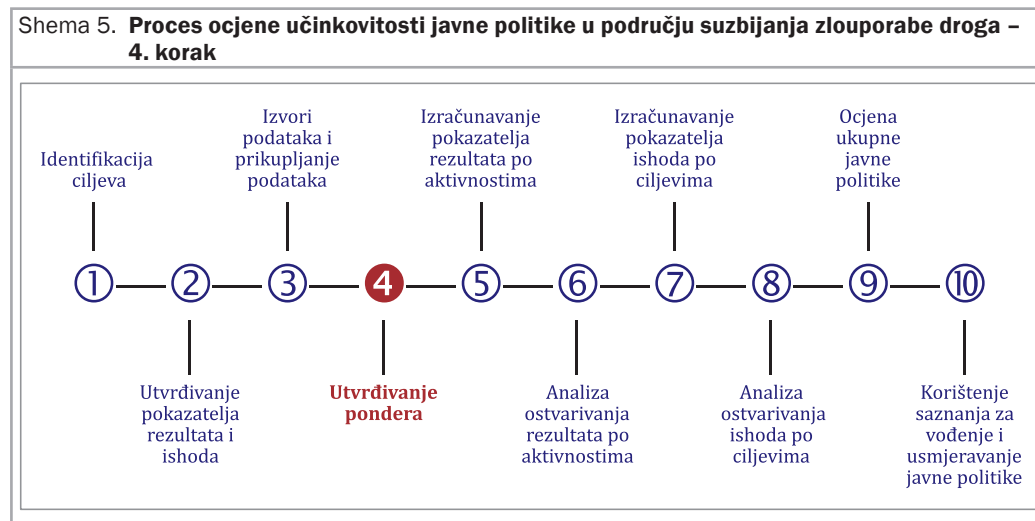 Shema 5. Proces ocjene učinkovitosti javne politike u području suzbijanja zlouporabe droga –
4. korak
Identifikacija
ciljeva
Izvori
podataka i
prikupljanje
podataka
Izračunavanje
pokazatelja
rezultata po
aktivnostima
Izračunavanje
pokazatelja
ishoda po
ciljevima
Ocjena
ukupne
javne
politike
1 2 3 4 5 6 7 8 9 10
Utvrđivanje
pokazatelja
rezultata i
ishoda
Utvrđivanje
pondera
Analiza
ostvarivanja
rezultata po
aktivnostima
Analiza
ostvarivanja
ishoda po
ciljevima
Korištenje
saznanja za
vođenje i
usmjeravanje
javne politike